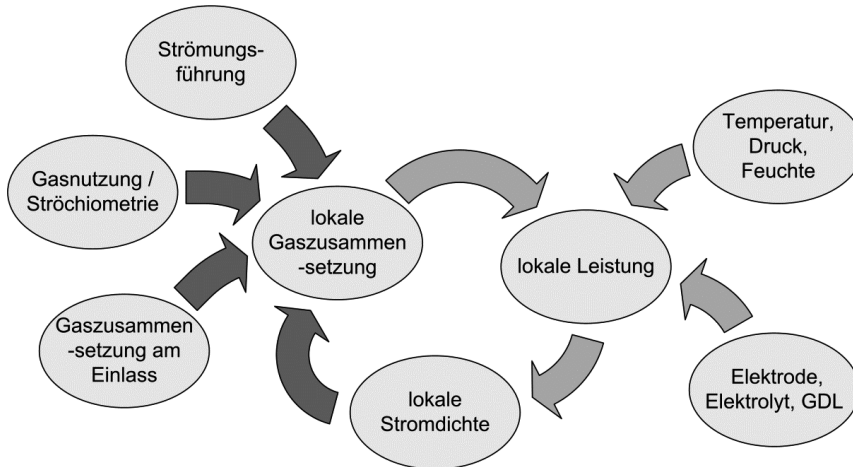 Strömungs-
führung
Gasnutzung /
Ströchiometrie
Gaszusammen
-setzung am
Einlass
lokale
Gaszusammen
-setzung
lokale
Stromdichte
lokale Leistung
Temperatur,
Druck,
Feuchte
Elektrode,
Elektrolyt, GDL